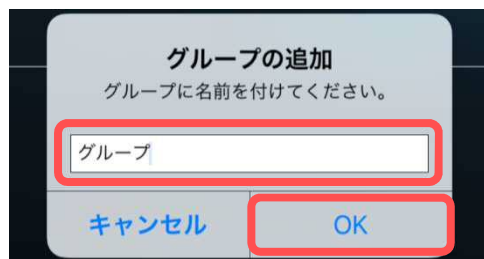 グループの追加
グループに名前を付けてください。
グループ
キャンセル
OK